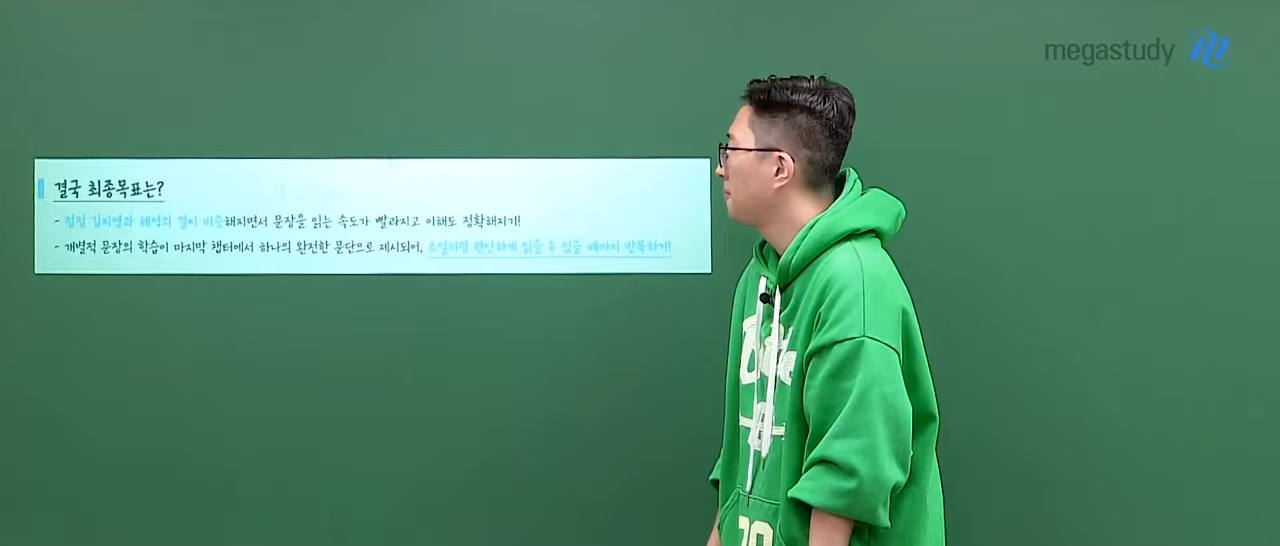 megastudy
결국 최종목표는?
- 점점 김지영과 해석의 결이 비슷해지면서 문장을 읽는 속도가 빨라지고 이해도 정확해지기!
- 개별적 문장의 학습이 마지막 챕터에서 하나의 완전한 문단으로 제시되어, 소설처럼 편안하게 읽을 수 있을 때까지 반복하기!